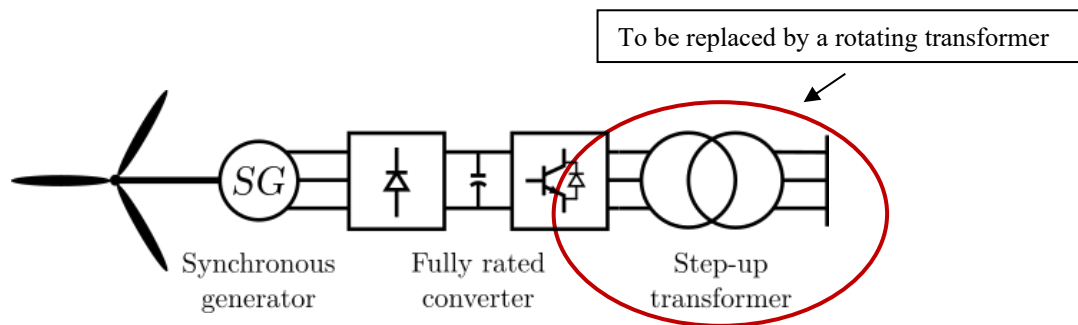 To be replaced by a rotating transformer
SG
Synchronous
generator
Fully rated
converter
Step-up
transformer